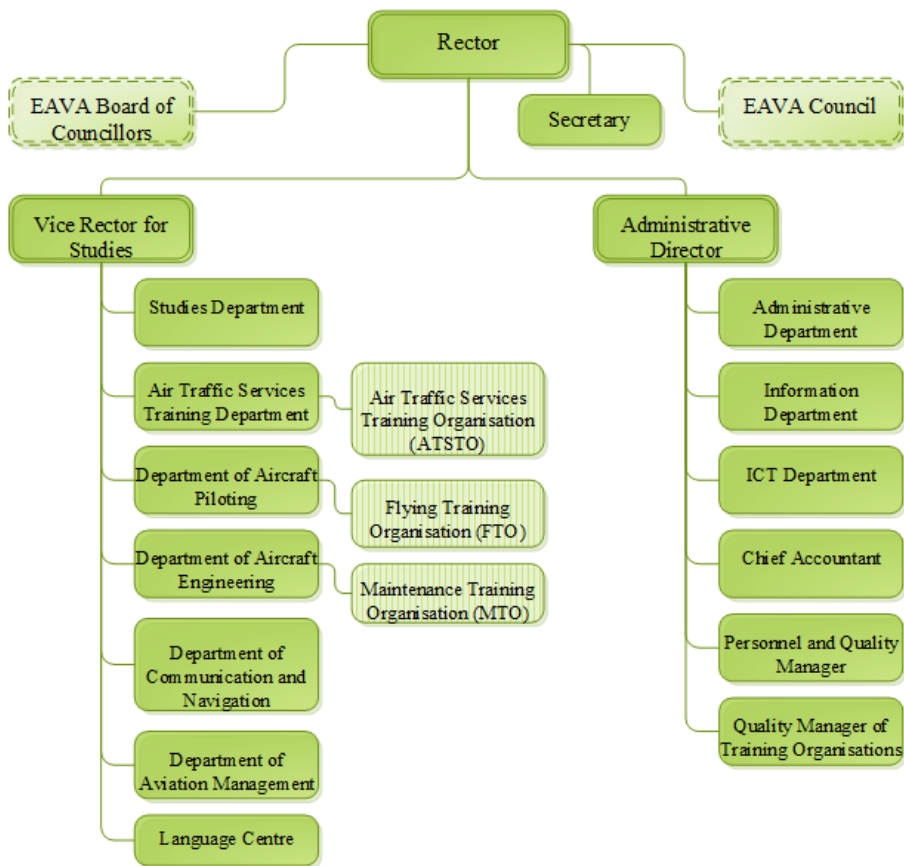 Rector
EAVA Board of
Councillors
Secretary
EAVA Council
Vice Rector for
Studies
Administrative
Director
Studies Department
Air Traffic Services
Training Department
Air Traffic Services
Training Organisation
(ATSTO)
Department of Aircraft
Piloting
Flying Training
Organisation (FTO)
Department of Aircraft
Engineering
Maintenance Training
Organisation (MTO)
Department of
Communication and
Navigation
Department of
Aviation Management
Language Centre
Administrative
Department
Information
Department
ICT Department
Chief Accountant
Personnel and Quality
Manager
Quality Manager of
Training Organisations